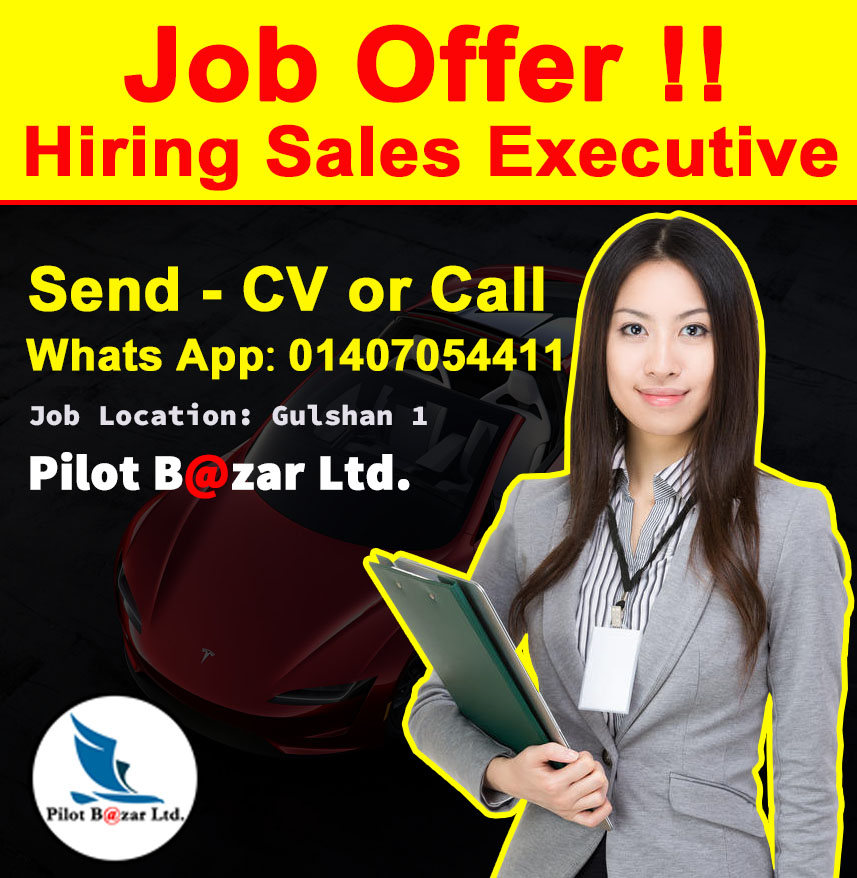 Job Offer !!
Hiring Sales Executive
Send - CV or Call
Whats App: 01407054411
Job Location: Gulshan 1
Pilot B@zar Ltd.
Pilot B@zar Ltd.